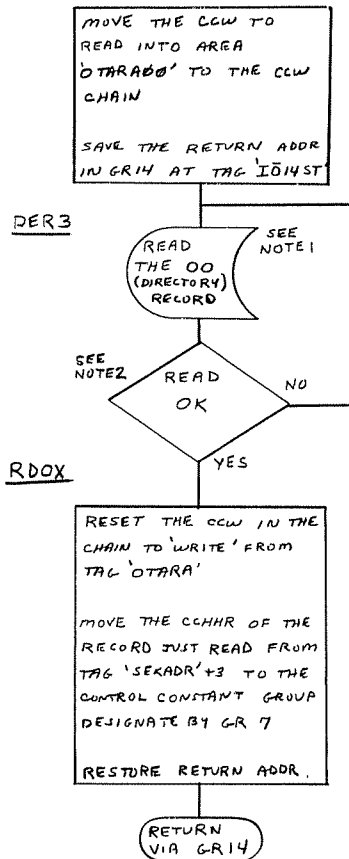 MOVE THE CCW TO
READ INTO AREA
'OTARAØØ' TO THE CCW
CHAIN
SAVE THE RETURN ADDR
IN GR14 AT TAG 'IŌ14ST'
DER3
READ
THE 00
(DIRECTORY)
RECORD
SEE
NOTE1
SEE
NOTE2
READ
OK
NO
YES
RDOX
RESET THE CCW IN THE
CHAIN TO 'WRITE' FROM
TAG 'OTARA'
MOVE THE CCHHR OF THE
RECORD JUST READ FROM
TAG 'SEKADR'+3 TO THE
CONTROL CONSTANT GROUP
DESIGNATE BY GR 7
RESTORE RETURN ADDR.
RETURN
VIA GR14